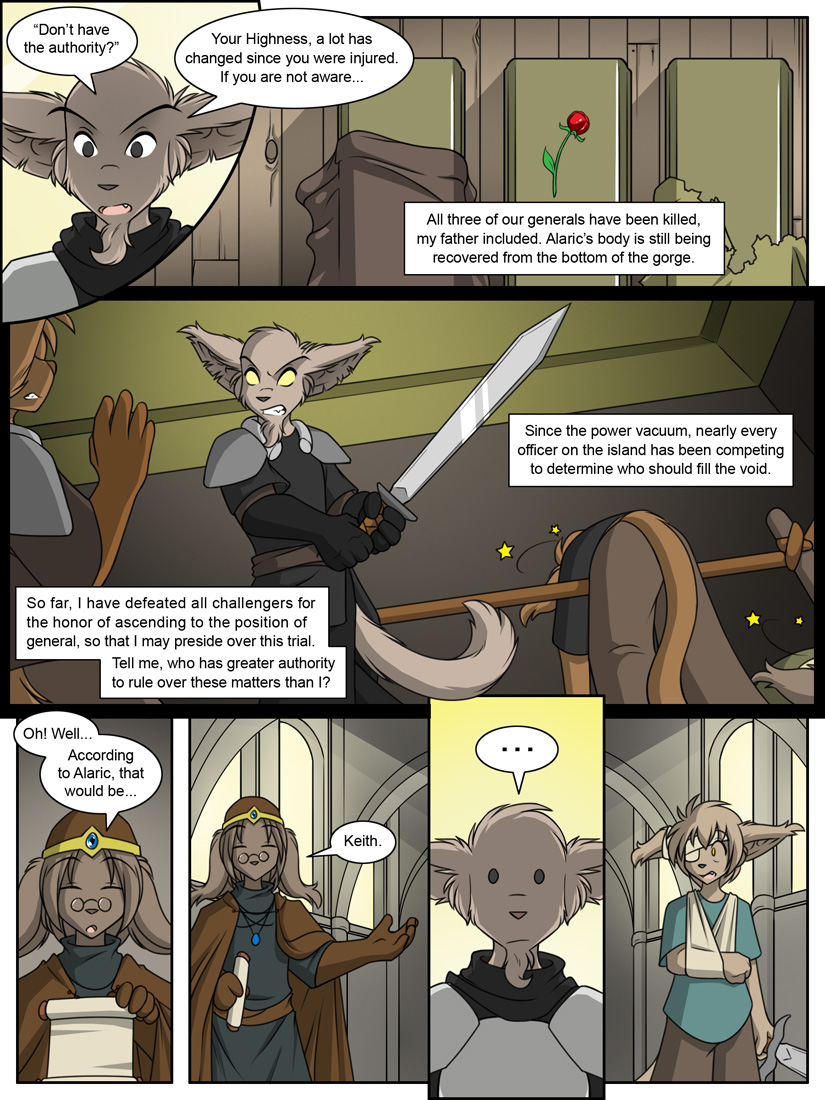 “Don’t have
the authority?”
Your Highness, a lot has
changed since you were injured.
If you are not aware...
All three of our generals have been killed,
my father included. Alaric’s body is still being
recovered from the bottom of the gorge.
Since the power vacuum, nearly every
officer on the island has been competing
to determine who should fill the void.
So far, I have defeated all challengers for
the honor of ascending to the position of
general, so that I may preside over this trial.
Tell me, who has greater authority
to rule over these matters than I?
Oh! Well...
According
to Alaric, that
would be...
Keith.
...